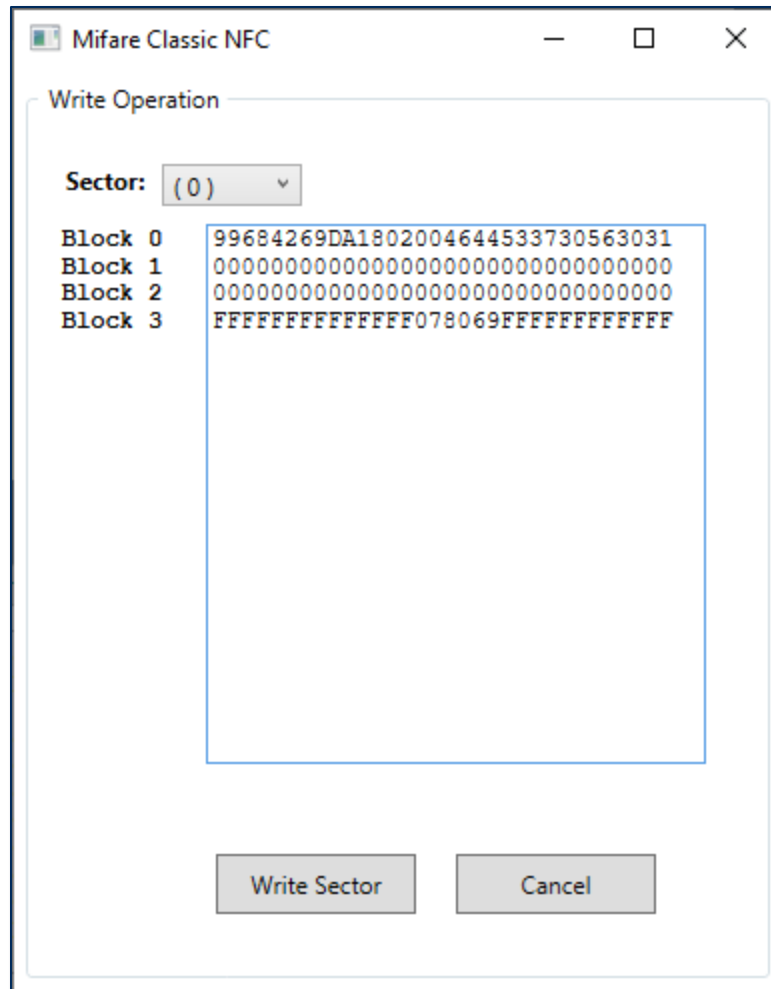 Mifare Classic NFC
Write Operation
Sector: ( 0 )
Block 0 99684269DA1802004644533730563031
Block 1 00000000000000000000000000000000
Block 2 00000000000000000000000000000000
Block 3 FFFFFFFFFFFFFF078069FFFFFFFFFFFF
Write Sector Cancel